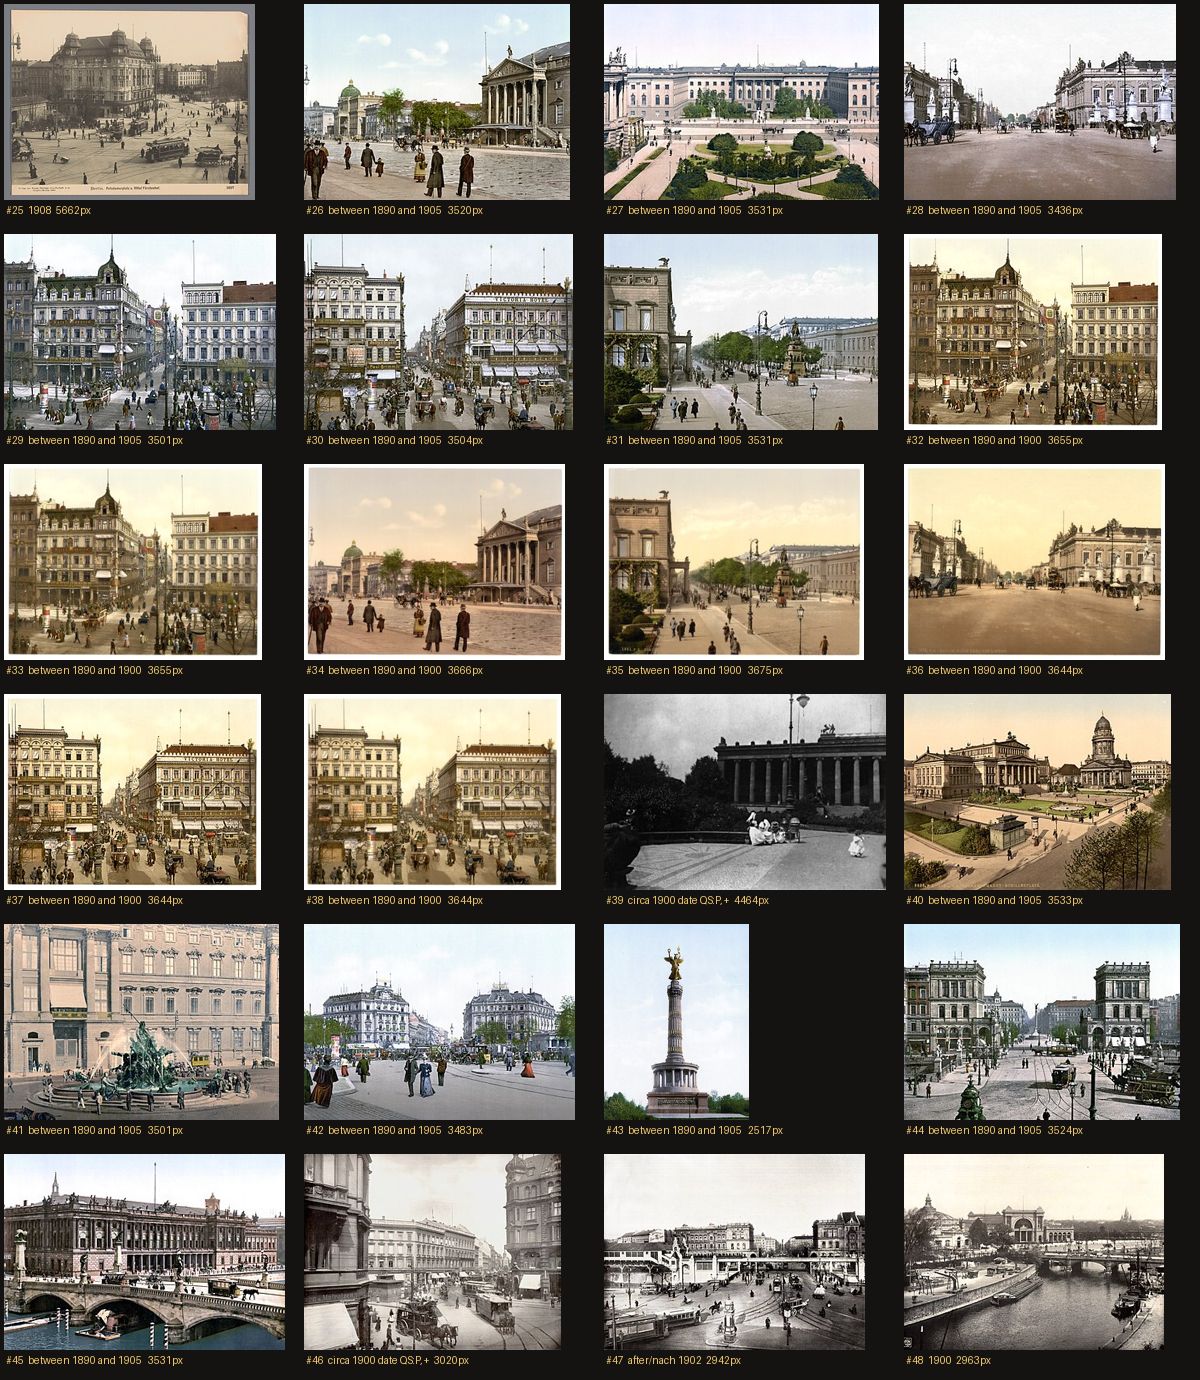 #25 1908 5662px
#26 between 1890 and 1905 3520px
#27 between 1890 and 1905 3531px
#28 between 1890 and 1905 3436px
VICTORIA HOTEL
#29 between 1890 and 1905 3501px
#30 between 1890 and 1905 3504px
#31 between 1890 and 1905 3531px
#32 between 1890 and 1900 3655px
#33 between 1890 and 1900 3655px
#34 between 1890 and 1900 3666px
#35 between 1890 and 1900 3675px
#36 between 1890 and 1900 3644px
VICTORIA HOTEL
VICTORIA HOTEL
#37 between 1890 and 1900 3644px
#38 between 1890 and 1900 3644px
#39 circa 1900 date QS:P,+ 4464px
#40 between 1890 and 1905 3533px
#41 between 1890 and 1905 3501px
#42 between 1890 and 1905 3483px
#43 between 1890 and 1905 2517px
#44 between 1890 and 1905 3524px
#45 between 1890 and 1905 3531px
#46 circa 1900 date QS:P,+ 3020px
#47 after/nach 1902 2942px
#48 1900 2963px